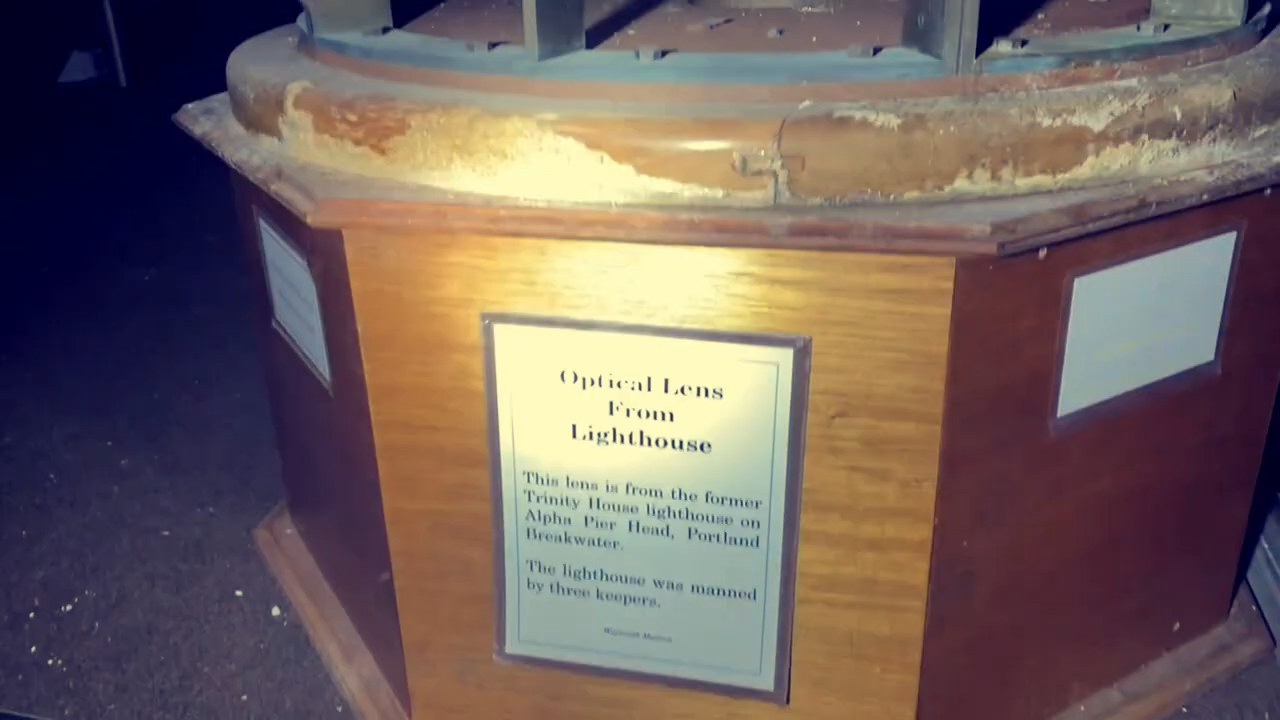 Optical Lens
From
Lighthouse
This lens is from the former
Trinity House lighthouse on
Alpha Pier Head, Portland
Breakwater.
The lighthouse was manned
by three keepers.